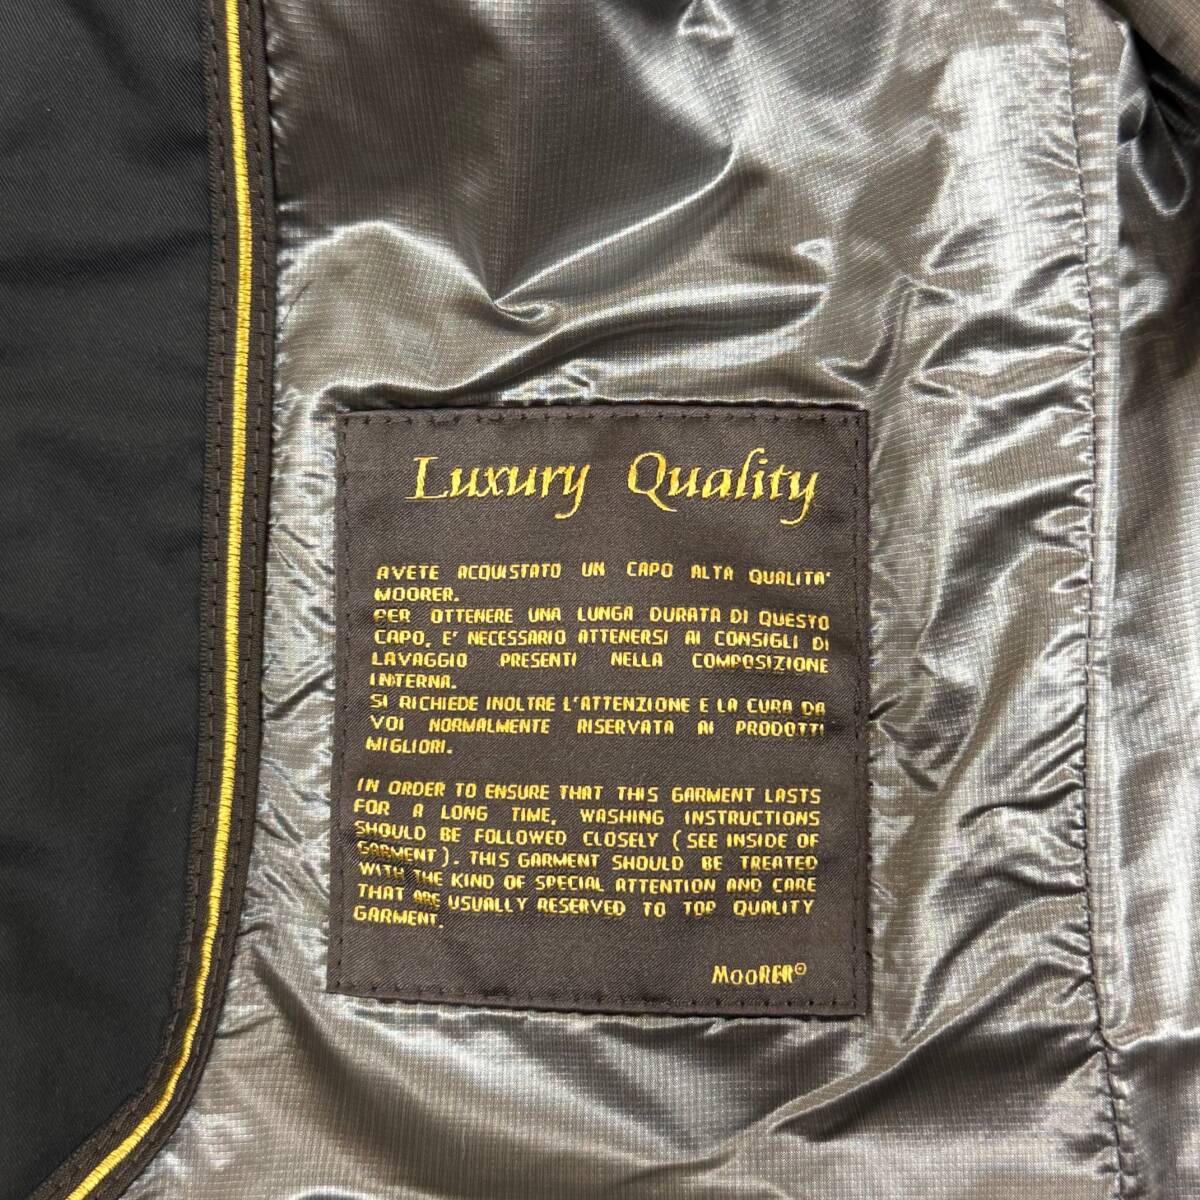 Luxury Quality
AVETE ACQUISTATO UN CAPO ALTA QUALITA'
MOORER.
PER OTTENERE UNA LUNGA DURATA DI QUESTO
CAPO, E' NECESSARIO ATTENERSI AI CONSIGLI DI
LAVAGGIO PRESENTI NELLA COMPOSIZIONE
INTERNA.
SI RICHIEDE INOLTRE L'ATTENZIONE E LA CURA DA
VOI NORMALMENTE RISERVATA AI PRODOTTI
MIGLIORI.
IN ORDER TO ENSURE THAT THIS GARMENT LASTS
FOR A LONG TIME, WASHING INSTRUCTIONS
SHOULD BE FOLLOWED CLOSELY (SEE INSIDE OF
GARMENT). THIS GARMENT SHOULD BE TREATED
WITH THE KIND OF SPECIAL ATTENTION AND CARE
THAT ARE USUALLY RESERVED TO TOP QUALITY
GARMENT.
MOORER®